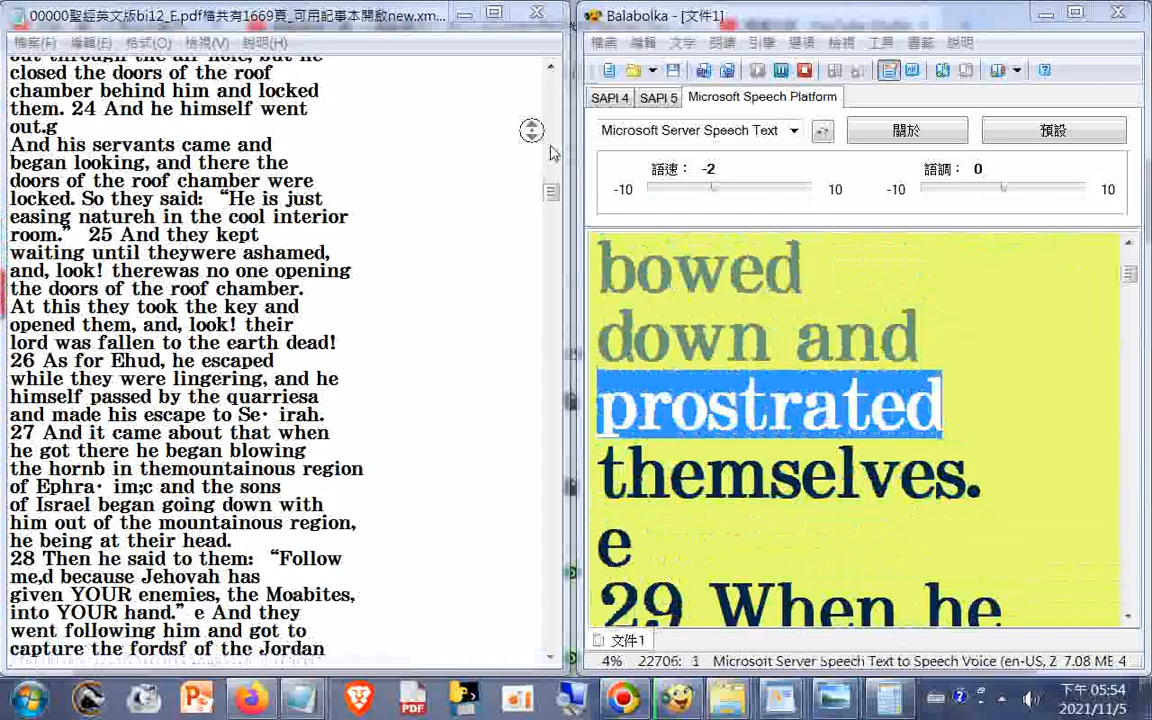 00000聖經英文版bi12_E.pdf檔共有1669頁_可用記事本開啟new.xm...
檔案(F) 編輯(E) 格式(O) 檢視(V) 說明(H)
out through the air hole, but he
closed the doors of the roof
chamber behind him and locked
them. 24 And he himself went
out.g
And his servants came and
began looking, and there the
doors of the roof chamber were
locked. So they said: “He is just
easing natureh in the cool interior
room.” 25 And they kept
waiting until theywere ashamed,
and, look! therewas no one opening
the doors of the roof chamber.
At this they took the key and
opened them, and, look! their
lord was fallen to the earth dead!
26 As for Ehud, he escaped
while they were lingering, and he
himself passed by the quarriesa
and made his escape to Se· irah.
27 And it came about that when
he got there he began blowing
the hornb in themountainous region
of Ephra· im;c and the sons
of Israel began going down with
him out of the mountainous region,
he being at their head.
28 Then he said to them: “Follow
me,d because Jehovah has
given YOUR enemies, the Moabites,
into YOUR hand.” e And they
went following him and got to
capture the fordsf of the Jordan
Balabolka - [文件1]
檔案 編輯 文字 朗讀 引擎 選項 檢視 工具 書籤 說明
SAPI 4 SAPI 5 Microsoft Speech Platform
Microsoft Server Speech Text 關於 預設
語速： -2 語調： 0
-10 10 -10 10
bowed
down and
prostrated
themselves.
e
29 When he
文件1
4% 22706: 1 Microsoft Server Speech Text to Speech Voice (en-US, Z 7.08 ME 4
PDF
下午 05:54
2021/11/5